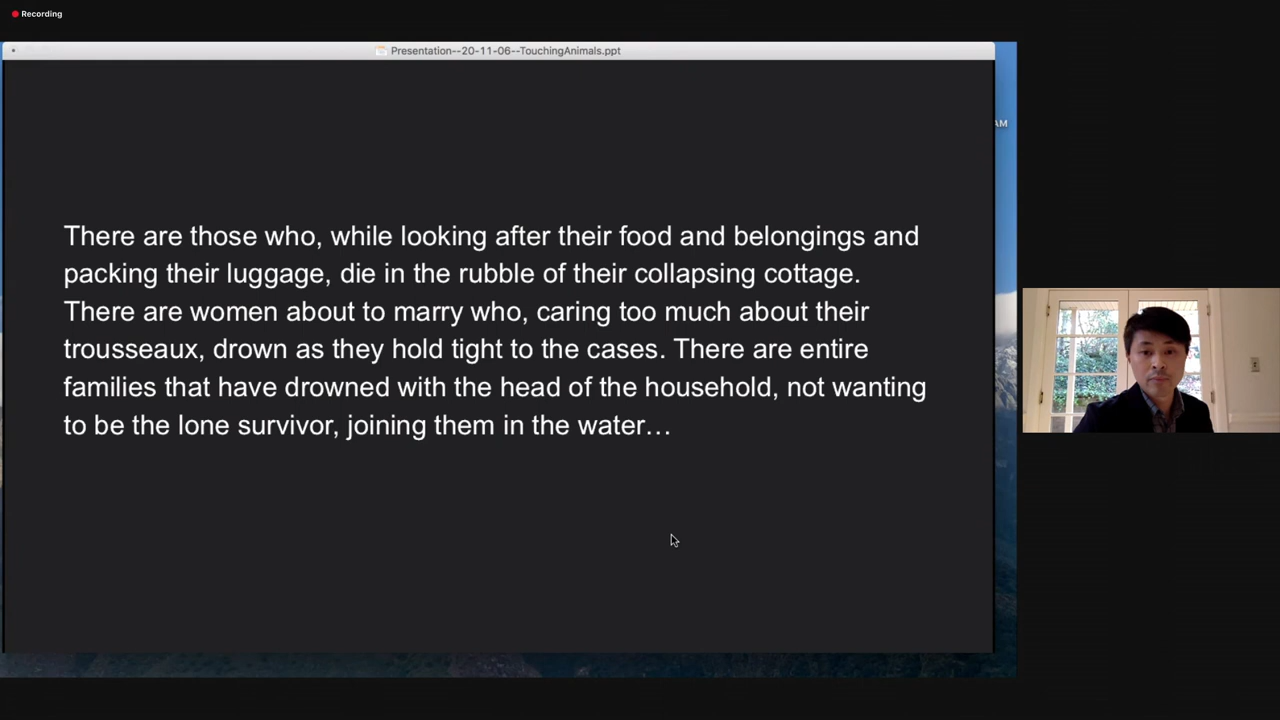 Recording
Presentation--20-11-06--TouchingAnimals.ppt
AM
There are those who, while looking after their food and belongings and
packing their luggage, die in the rubble of their collapsing cottage.
There are women about to marry who, caring too much about their
trousseaux, drown as they hold tight to the cases. There are entire
families that have drowned with the head of the household, not wanting
to be the lone survivor, joining them in the water…